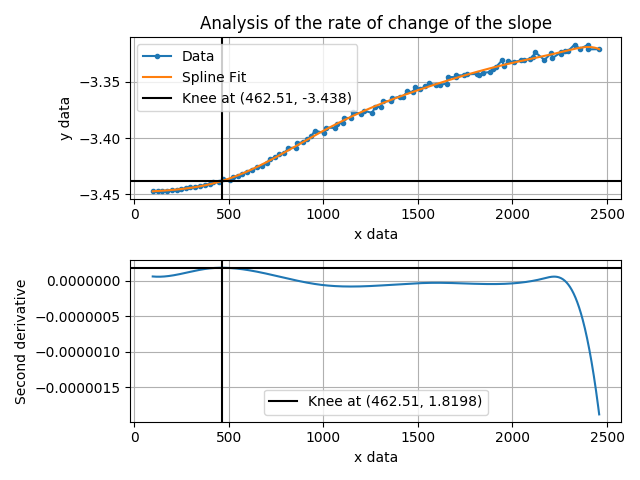 Analysis of the rate of change of the slope
Data
Spline Fit
Knee at (462.51, -3.438)
y data
−3.35
−3.40
−3.45
0 500 1000 1500 2000 2500
x data
Second derivative
0.0000000
−0.0000005
−0.0000010
−0.0000015
Knee at (462.51, 1.8198)
0 500 1000 1500 2000 2500
x data